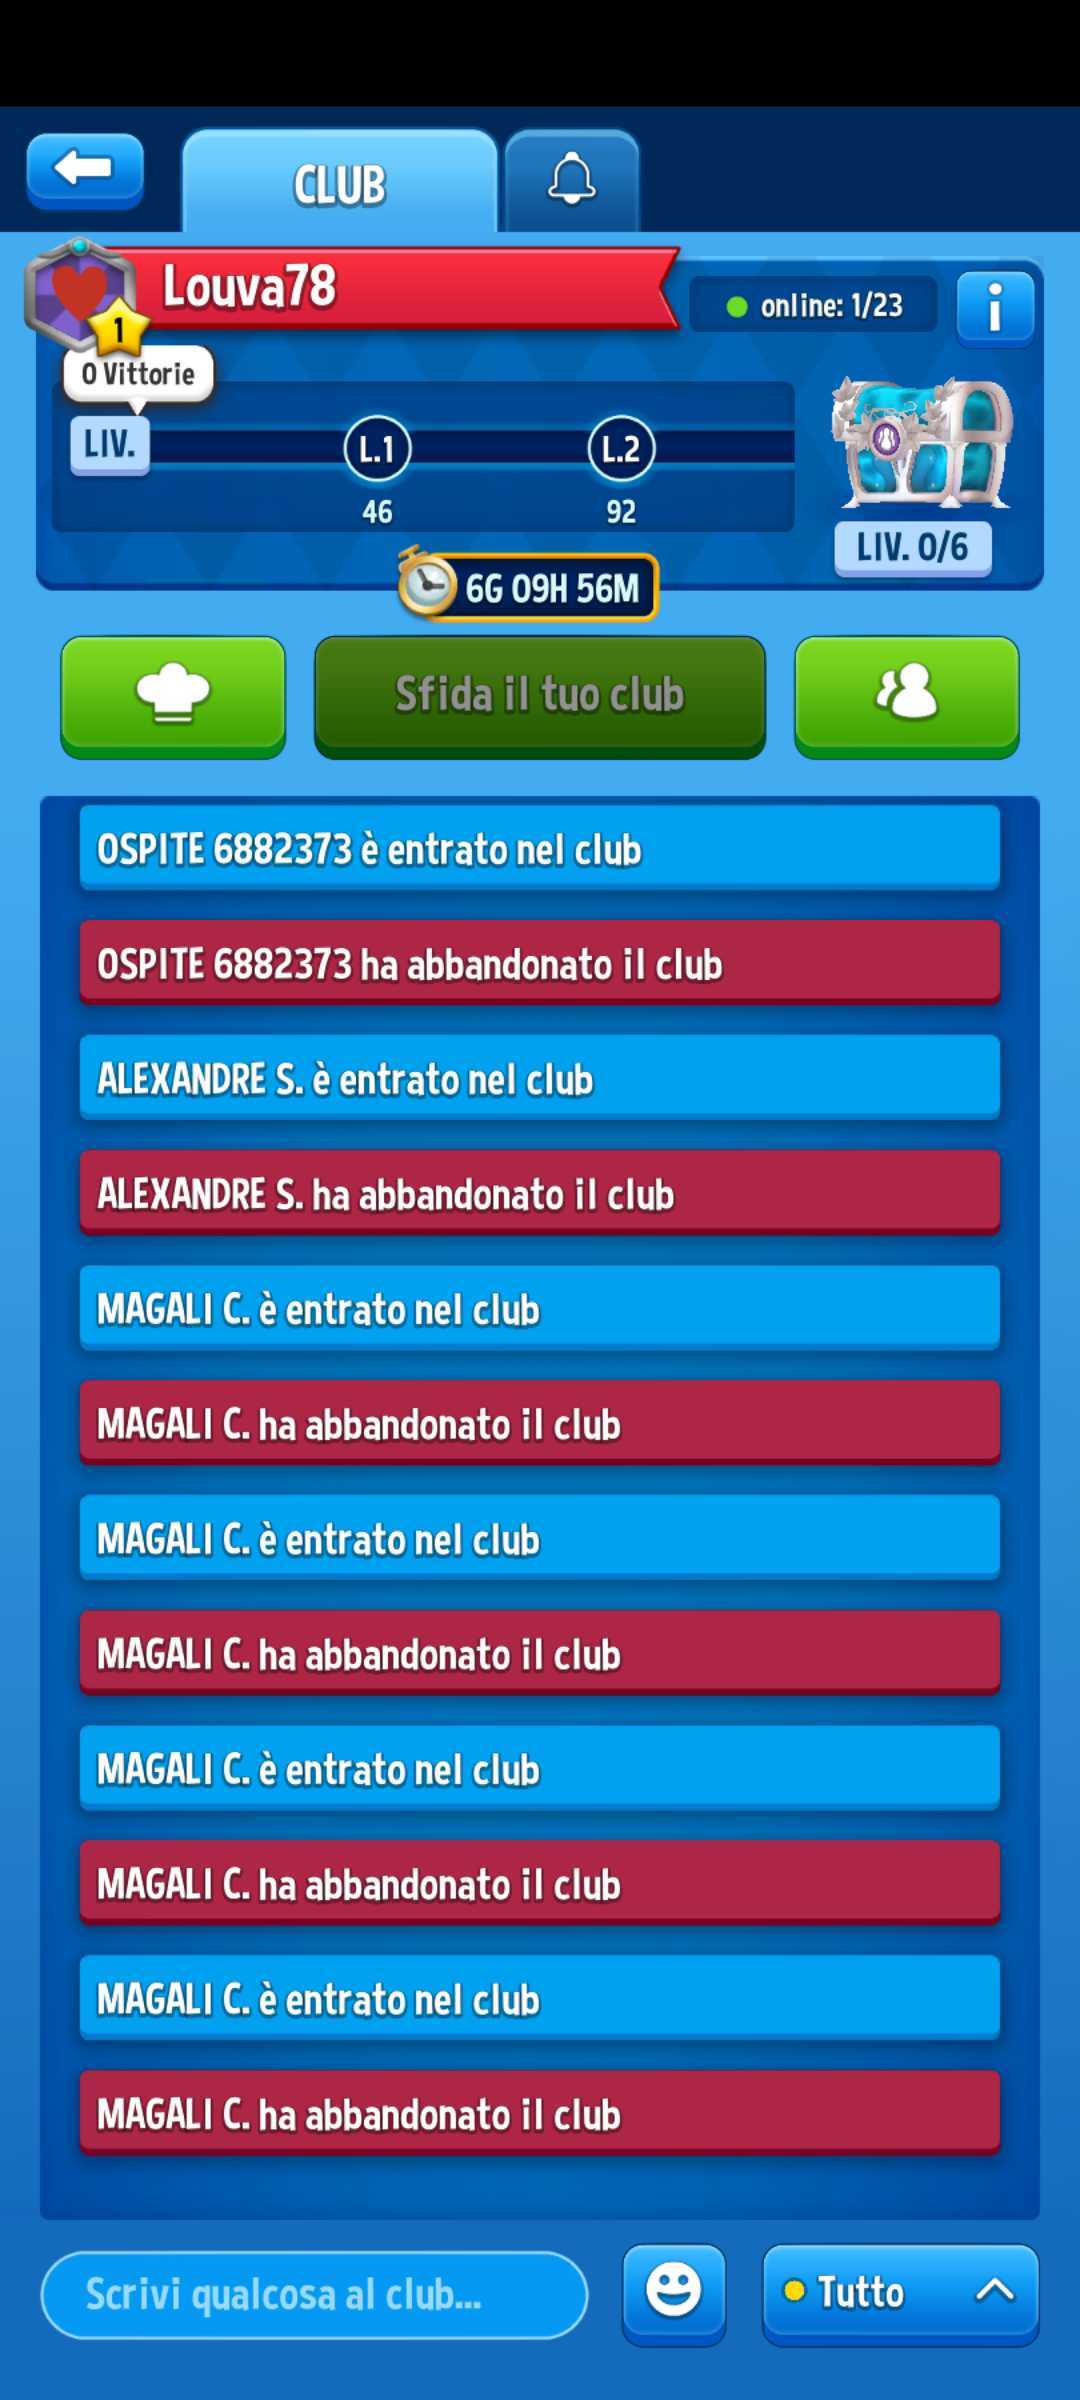 CLUB
Louva78
online: 1/23
1
0 Vittorie
LIV.
L.1
L.2
46
92
LIV. 0/6
6G 09H 56M
Sfida il tuo club
OSPITE 6882373 è entrato nel club
OSPITE 6882373 ha abbandonato il club
ALEXANDRE S. è entrato nel club
ALEXANDRE S. ha abbandonato il club
MAGALI C. è entrato nel club
MAGALI C. ha abbandonato il club
MAGALI C. è entrato nel club
MAGALI C. ha abbandonato il club
MAGALI C. è entrato nel club
MAGALI C. ha abbandonato il club
MAGALI C. è entrato nel club
MAGALI C. ha abbandonato il club
Scrivi qualcosa al club...
Tutto